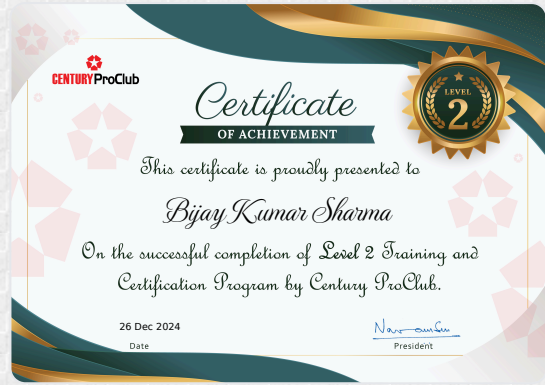 CENTURY ProClub
LEVEL
2
Certificate
OF ACHIEVEMENT
This certificate is proudly presented to
Bijay Kumar Sharma
On the successful completion of Level 2 Training and
Certification Program by Century ProClub.
26 Dec 2024
Date
President